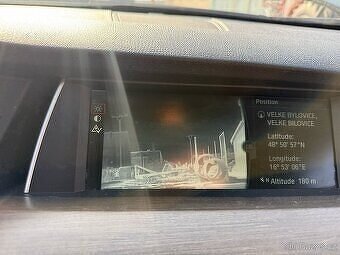 Position
VELKE BYLOVICE,
VELKE BILOVICE
Latitude:
48° 50' 57"N
Longitude:
16° 53' 06"E
N Altitude 180 m